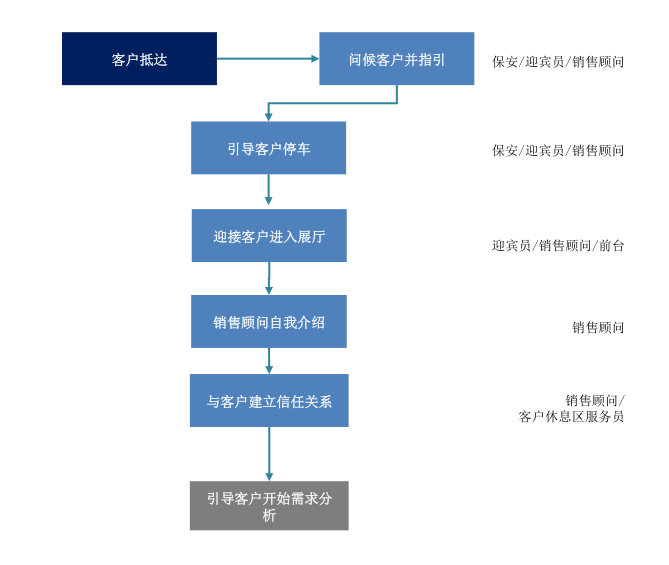 客户抵达
问候客户并指引
保安/迎宾员/销售顾问
引导客户停车
保安/迎宾员/销售顾问
迎接客户进入展厅
迎宾员/销售顾问/前台
销售顾问自我介绍
销售顾问
与客户建立信任关系
销售顾问/
客户休息区服务员
引导客户开始需求分
析